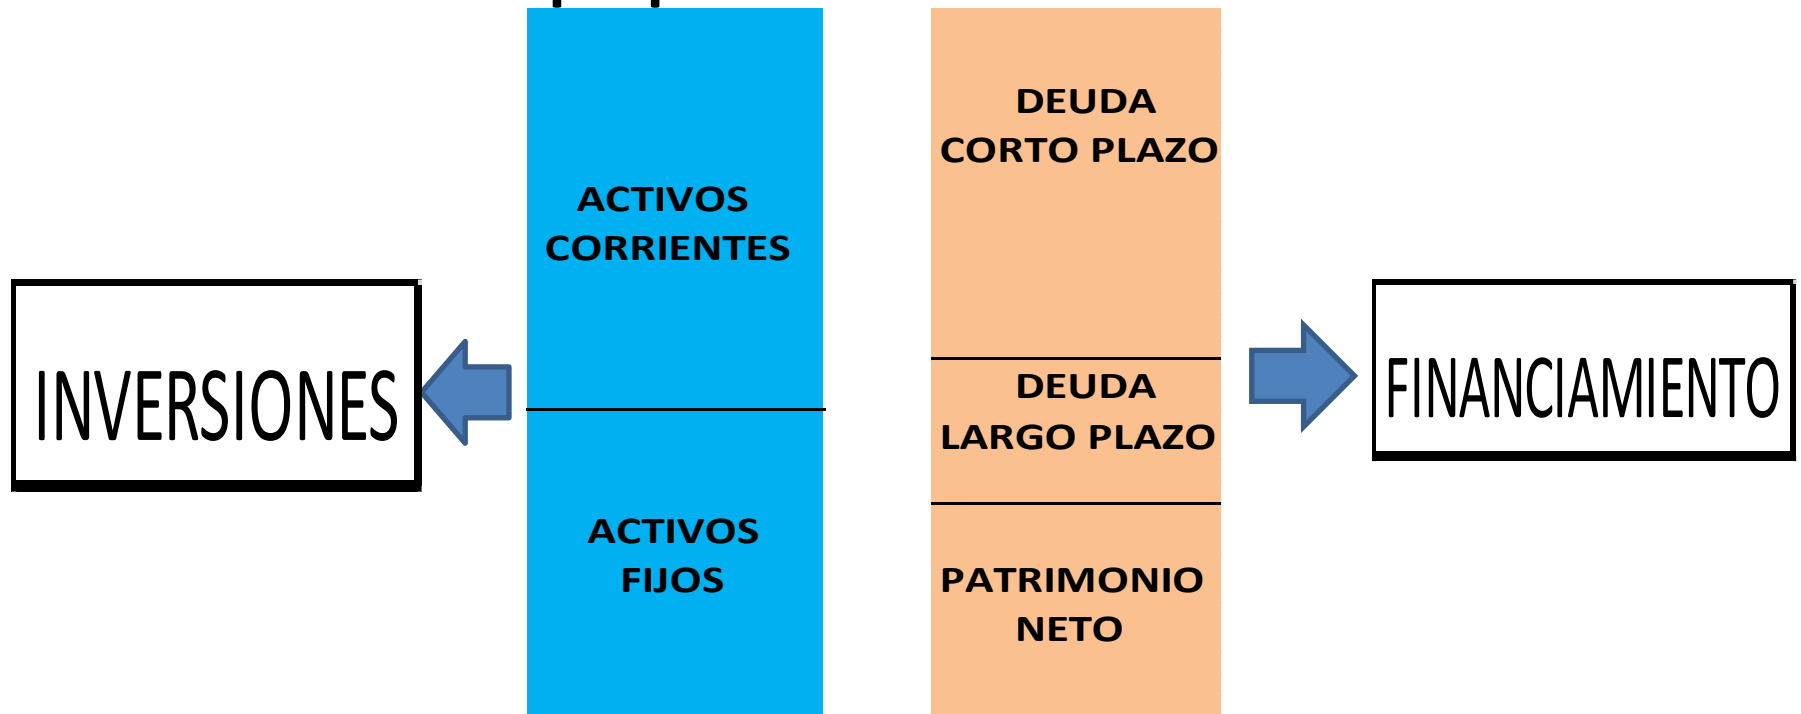 INVERSIONES
ACTIVOS
CORRIENTES
ACTIVOS
FIJOS
DEUDA
CORTO PLAZO
DEUDA
LARGO PLAZO
PATRIMONIO
NETO
FINANCIAMIENTO